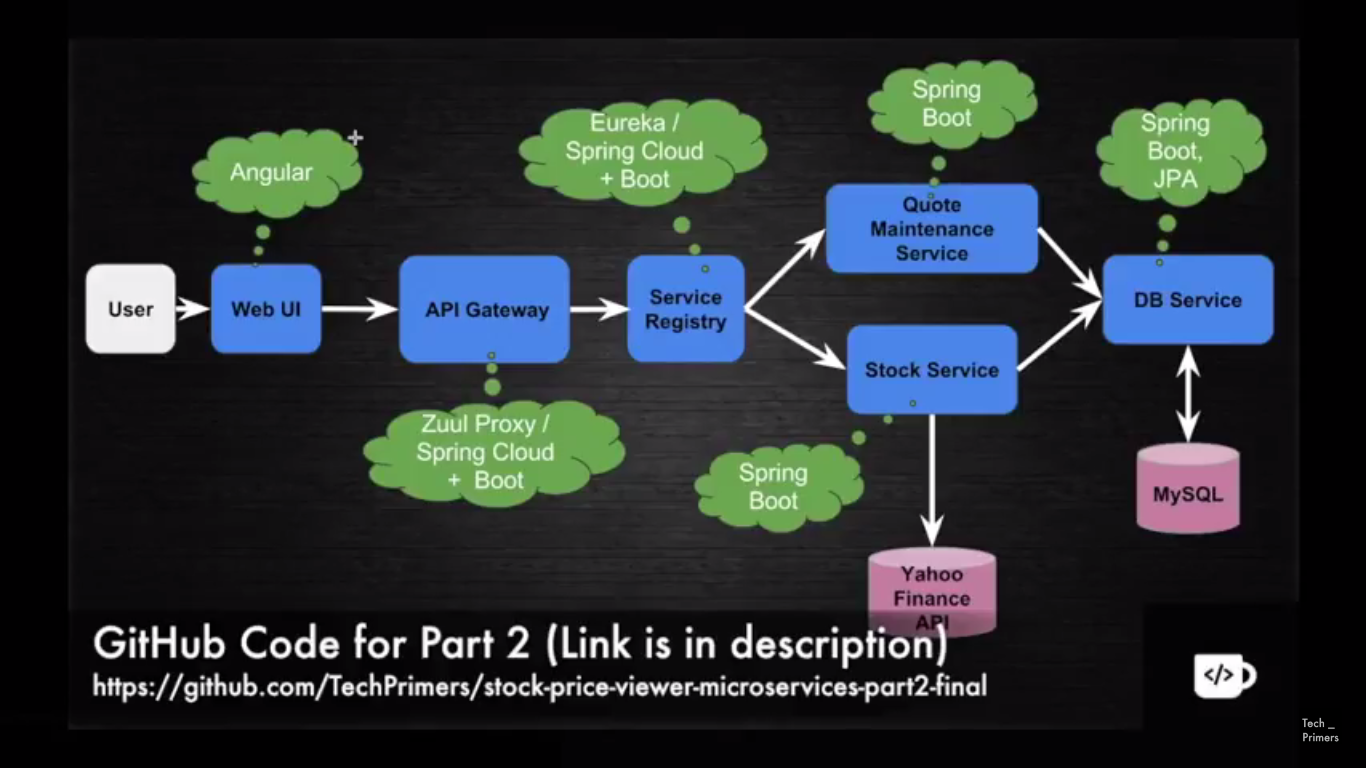 Angular
Eureka /
Spring Cloud
+ Boot
Spring
Boot
Spring
Boot,
JPA
User
Web UI
API Gateway
Service
Registry
Quote
Maintenance
Service
Stock Service
DB Service
Zuul Proxy /
Spring Cloud
+ Boot
Spring
Boot
MySQL
Yahoo
Finance
API
GitHub Code for Part 2 (Link is in description)
https://github.com/TechPrimers/stock-price-viewer-microservices-part2-final
</>
Tech _
Primers